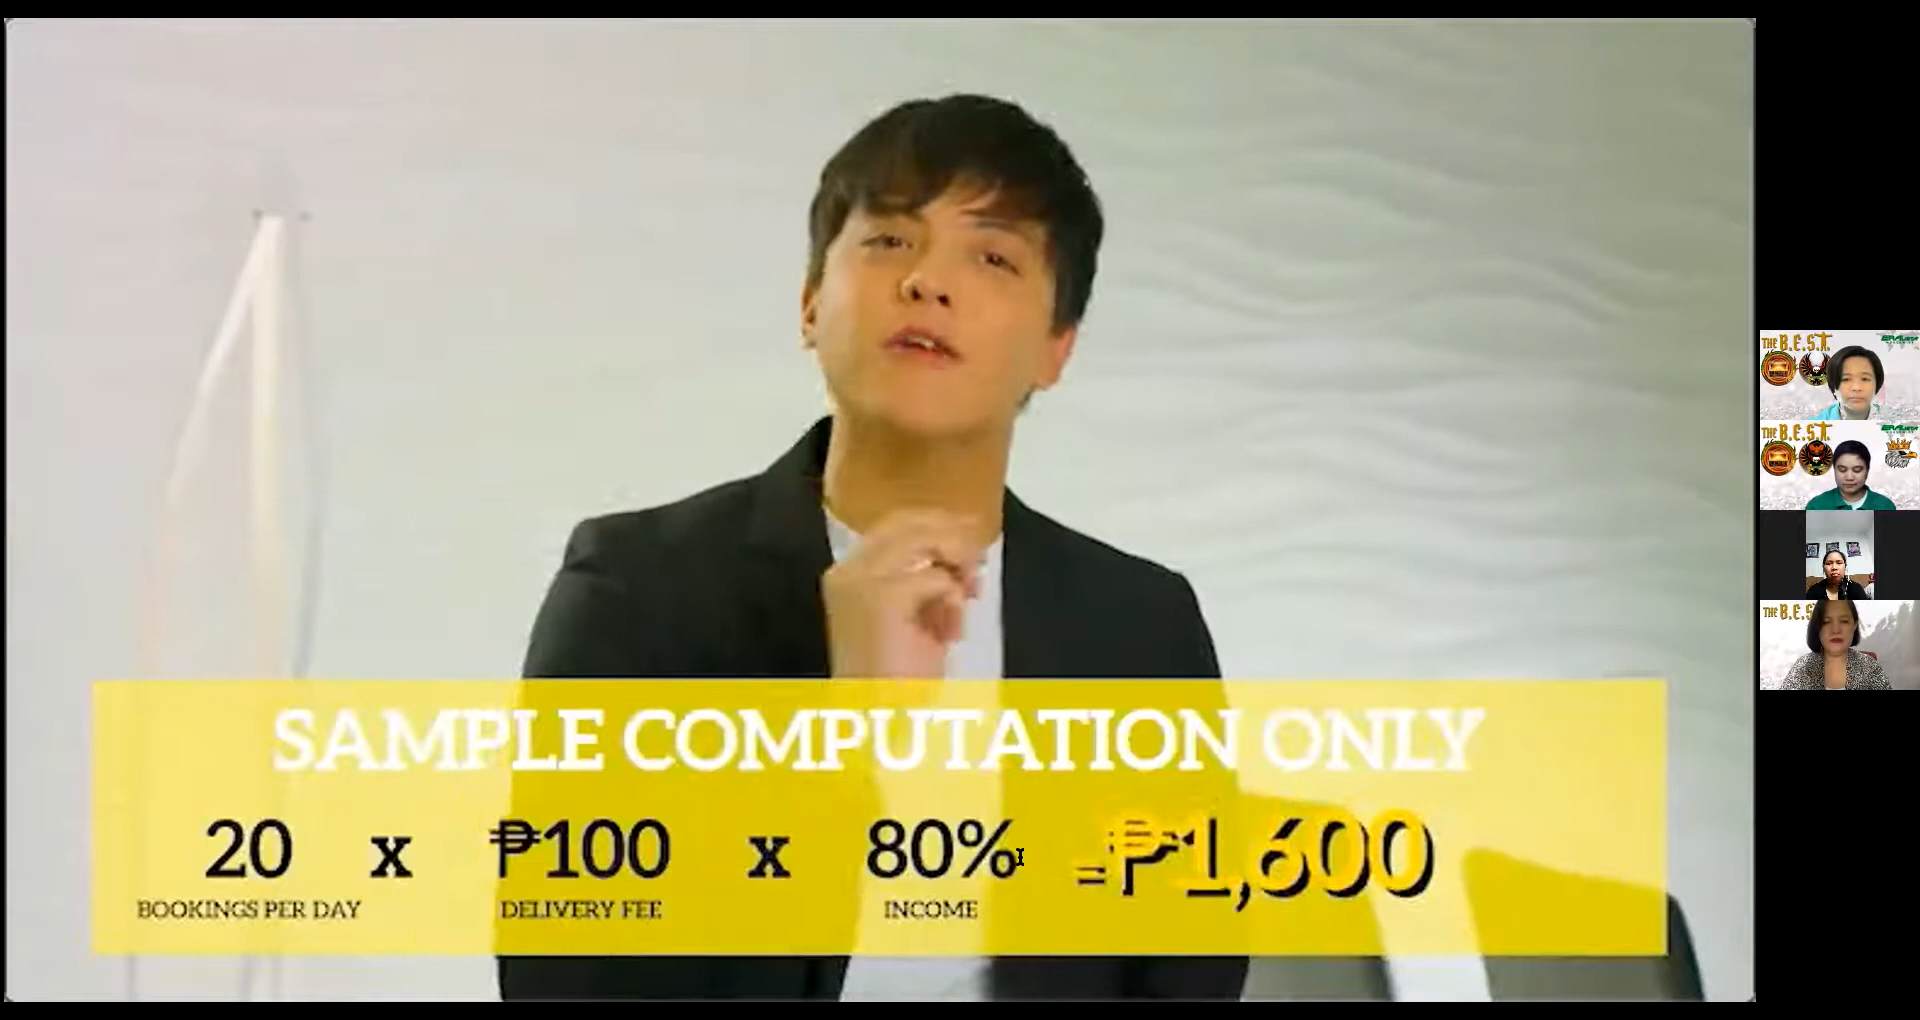 SAMPLE COMPUTATION ONLY
20 x ₱100 x 80% =₱1,600
BOOKINGS PER DAY DELIVERY FEE INCOME
THE B.E.S.T.
THE B.E.S.T.
THE B.E.S